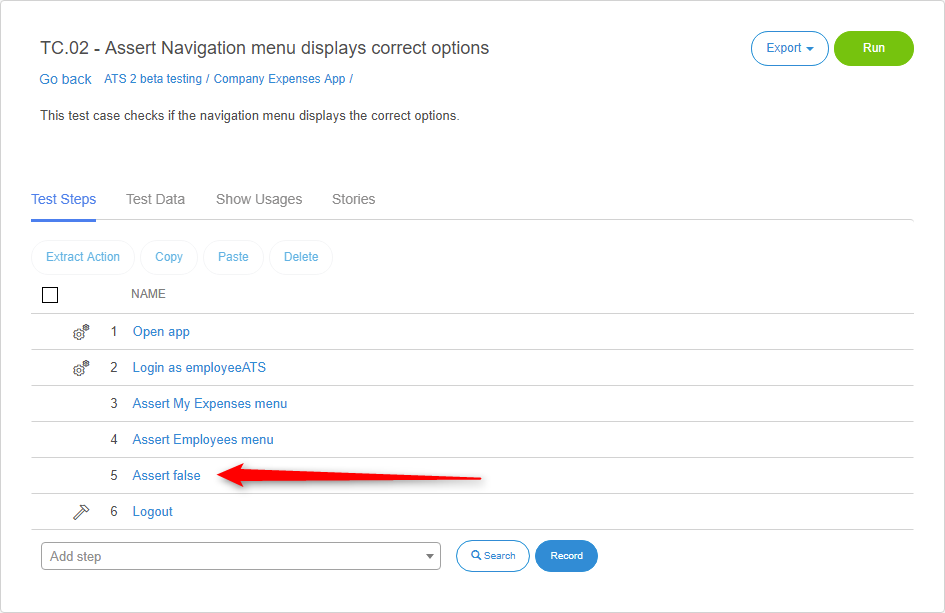 TC.02 - Assert Navigation menu displays correct options
Export
Run
Go back ATS 2 beta testing / Company Expenses App /
This test case checks if the navigation menu displays the correct options.
Test Steps Test Data Show Usages Stories
Extract Action Copy Paste Delete
NAME
1 Open app
2 Login as employeeATS
3 Assert My Expenses menu
4 Assert Employees menu
5 Assert false
6 Logout
Add step Search Record